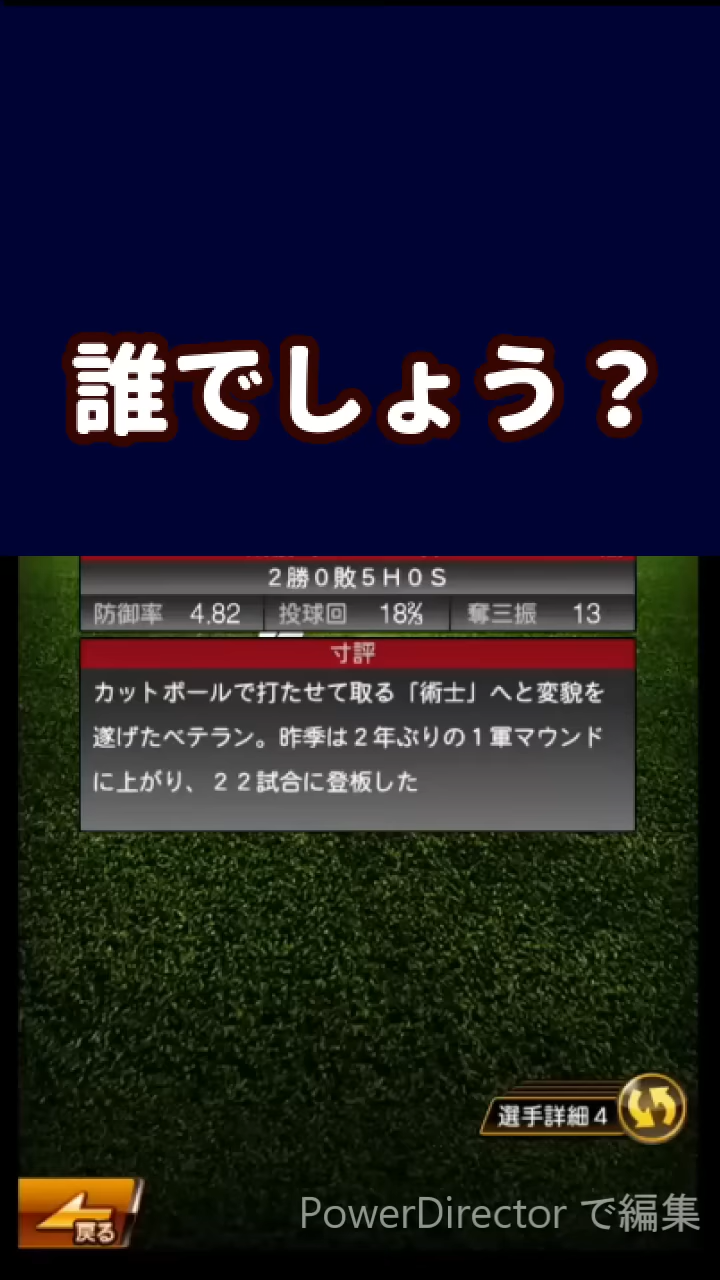 誰でしょう？
2勝0敗5H0S
防御率 4.82 投球回 18⅔ 奪三振 13
寸評
カットボールで打たせて取る「術士」へと変貌を
遂げたベテラン。昨季は2年ぶりの1軍マウンド
に上がり、22試合に登板した
選手詳細4
戻る
PowerDirector で編集